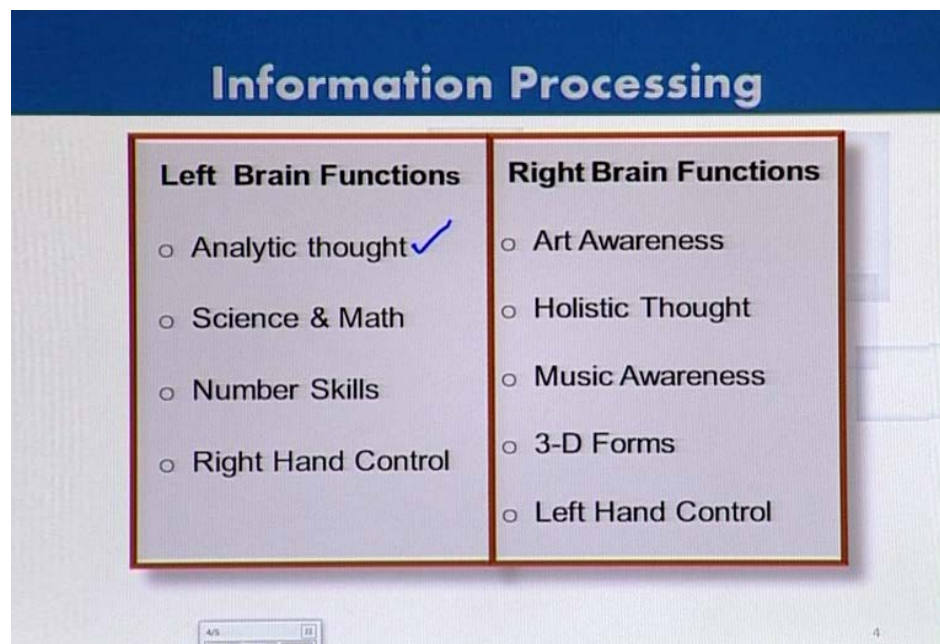 Information Processing
Left Brain Functions
Analytic thought
Science & Math
Number Skills
Right Hand Control
Right Brain Functions
Art Awareness
Holistic Thought
Music Awareness
3-D Forms
Left Hand Control
4/5
4